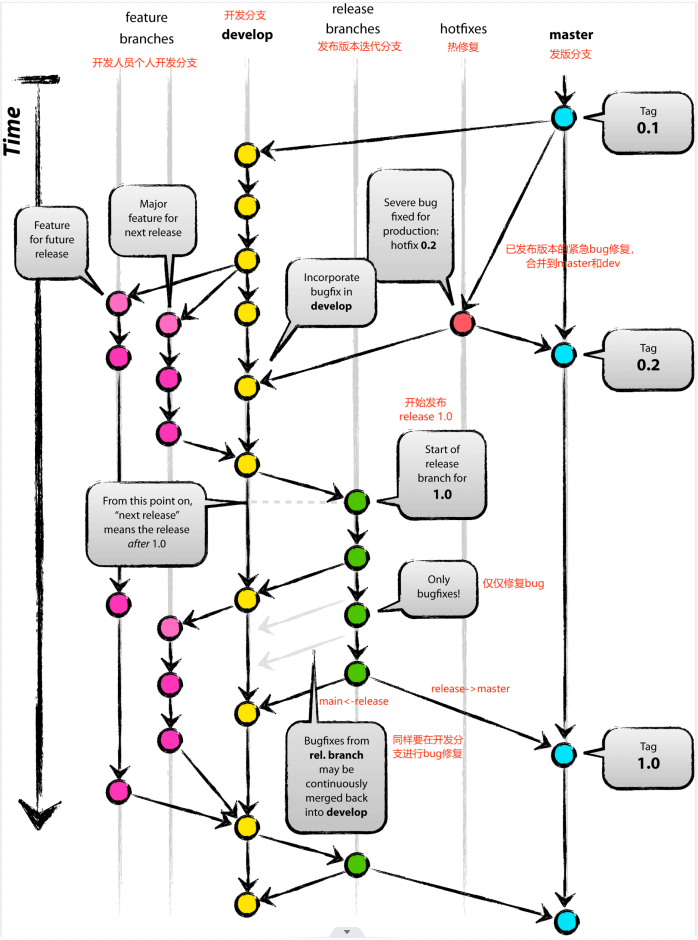 feature
branches
开发人员个人开发分支
开发分支
develop
release
branches
发布版本迭代分支
hotfixes
热修复
master
发版分支
Time
Tag
0.1
Feature
for future
release
Major
feature for
next release
Severe bug
fixed for
production:
hotfix 0.2
已发布版本的紧急bug修复，
合并到master和dev
Incorporate
bugfix in
develop
Tag
0.2
开始发布
release 1.0
Start of
release
branch for
1.0
From this point on,
“next release”
means the release
after 1.0
Only
bugfixes!
仅仅修复bug
main<-release
release->master
Bugfixes from
rel. branch
may be
continuously
merged back
into develop
同样要在开发分
支进行bug修复
Tag
1.0